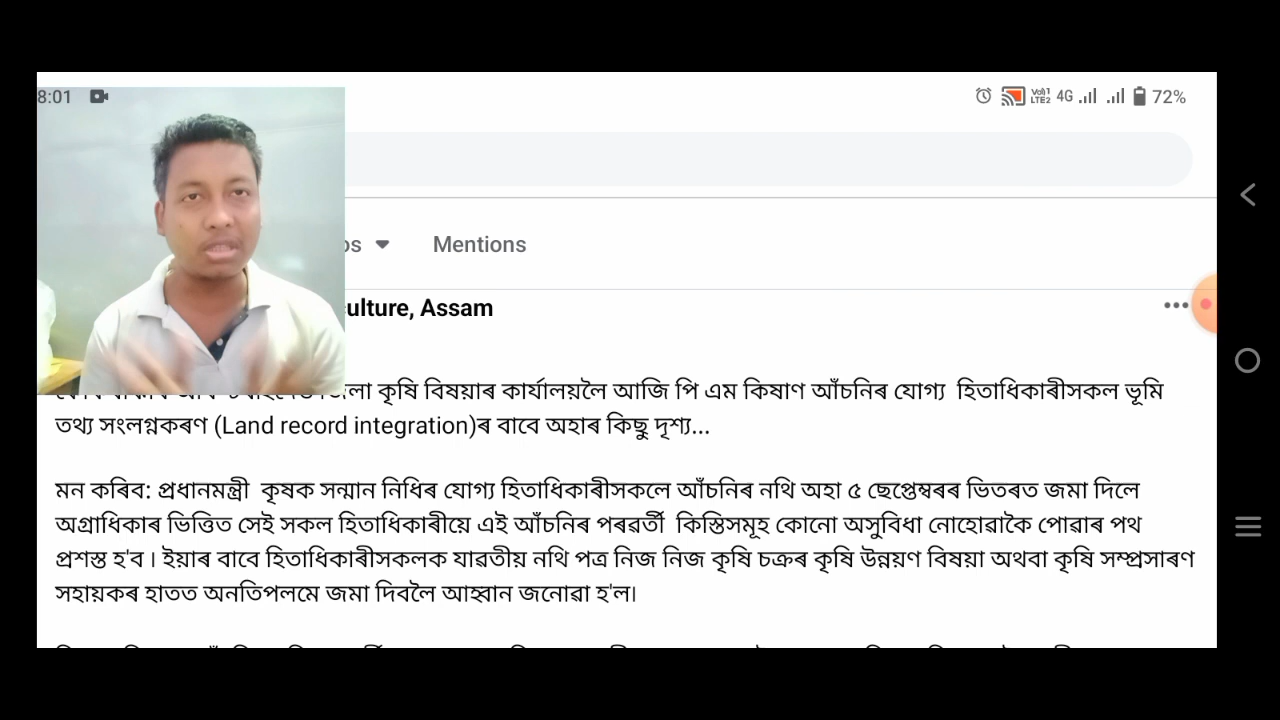 8:01
4G
72%
Mentions
culture, Assam
কৃষি বিষয়াৰ কাৰ্যালয়লৈ আজি পি এম কিষাণ আঁচনিৰ যোগ্য হিতাধিকাৰীসকল ভূমি
তথ্য সংলগ্নকৰণ (Land record integration)ৰ বাবে অহাৰ কিছু দৃশ্য...
মন কৰিব: প্ৰধানমন্ত্ৰী কৃষক সন্মান নিধিৰ যোগ্য হিতাধিকাৰীসকলে আঁচনিৰ নথি অহা ৫ ছেপ্তেম্বৰৰ ভিতৰত জমা দিলে
অগ্ৰাধিকাৰ ভিত্তিত সেই সকল হিতাধিকাৰীয়ে এই আঁচনিৰ পৰৱৰ্তী কিস্তিসমূহ কোনো অসুবিধা নোহোৱাকৈ পোৱাৰ পথ
প্ৰশস্ত হ'ব । ইয়াৰ বাবে হিতাধিকাৰীসকলক যাৱতীয় নথি পত্ৰ নিজ নিজ কৃষি চক্ৰৰ কৃষি উন্নয়ণ বিষয়া অথবা কৃষি সম্প্ৰসাৰণ
সহায়কৰ হাতত অনতিপলমে জমা দিবলৈ আহ্বান জনোৱা হ'ল।